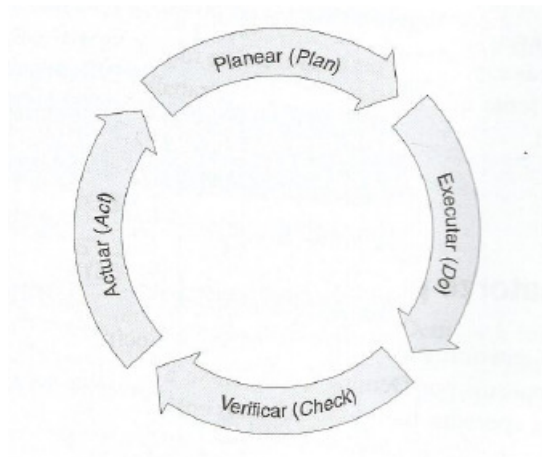 Planear (Plan)
Executar (Do)
Verificar (Check)
Actuar (Act)